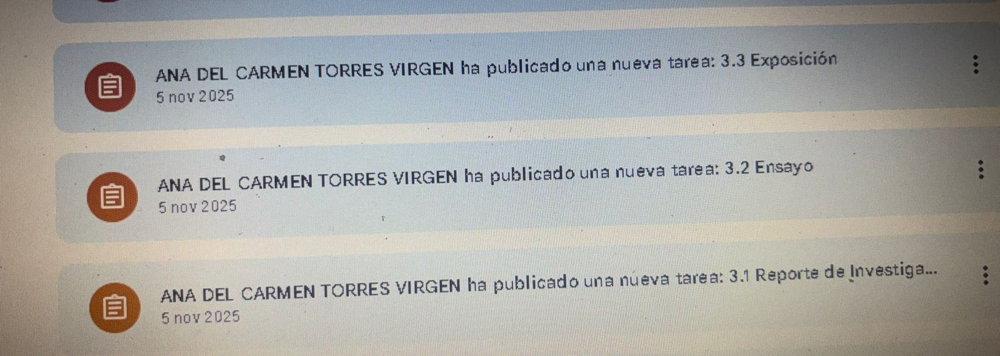 ANA DEL CARMEN TORRES VIRGEN ha publicado una nueva tarea: 3.3 Exposición
5 nov 2025
ANA DEL CARMEN TORRES VIRGEN ha publicado una nueva tarea: 3.2 Ensayo
5 nov 2025
ANA DEL CARMEN TORRES VIRGEN ha publicado una nueva tarea: 3.1 Reporte de Investiga...
5 nov 2025